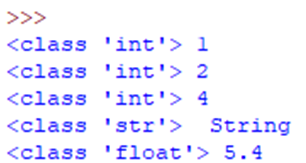 >>>
<class 'int'> 1
<class 'int'> 2
<class 'int'> 4
<class 'str'>  String
<class 'float'> 5.4